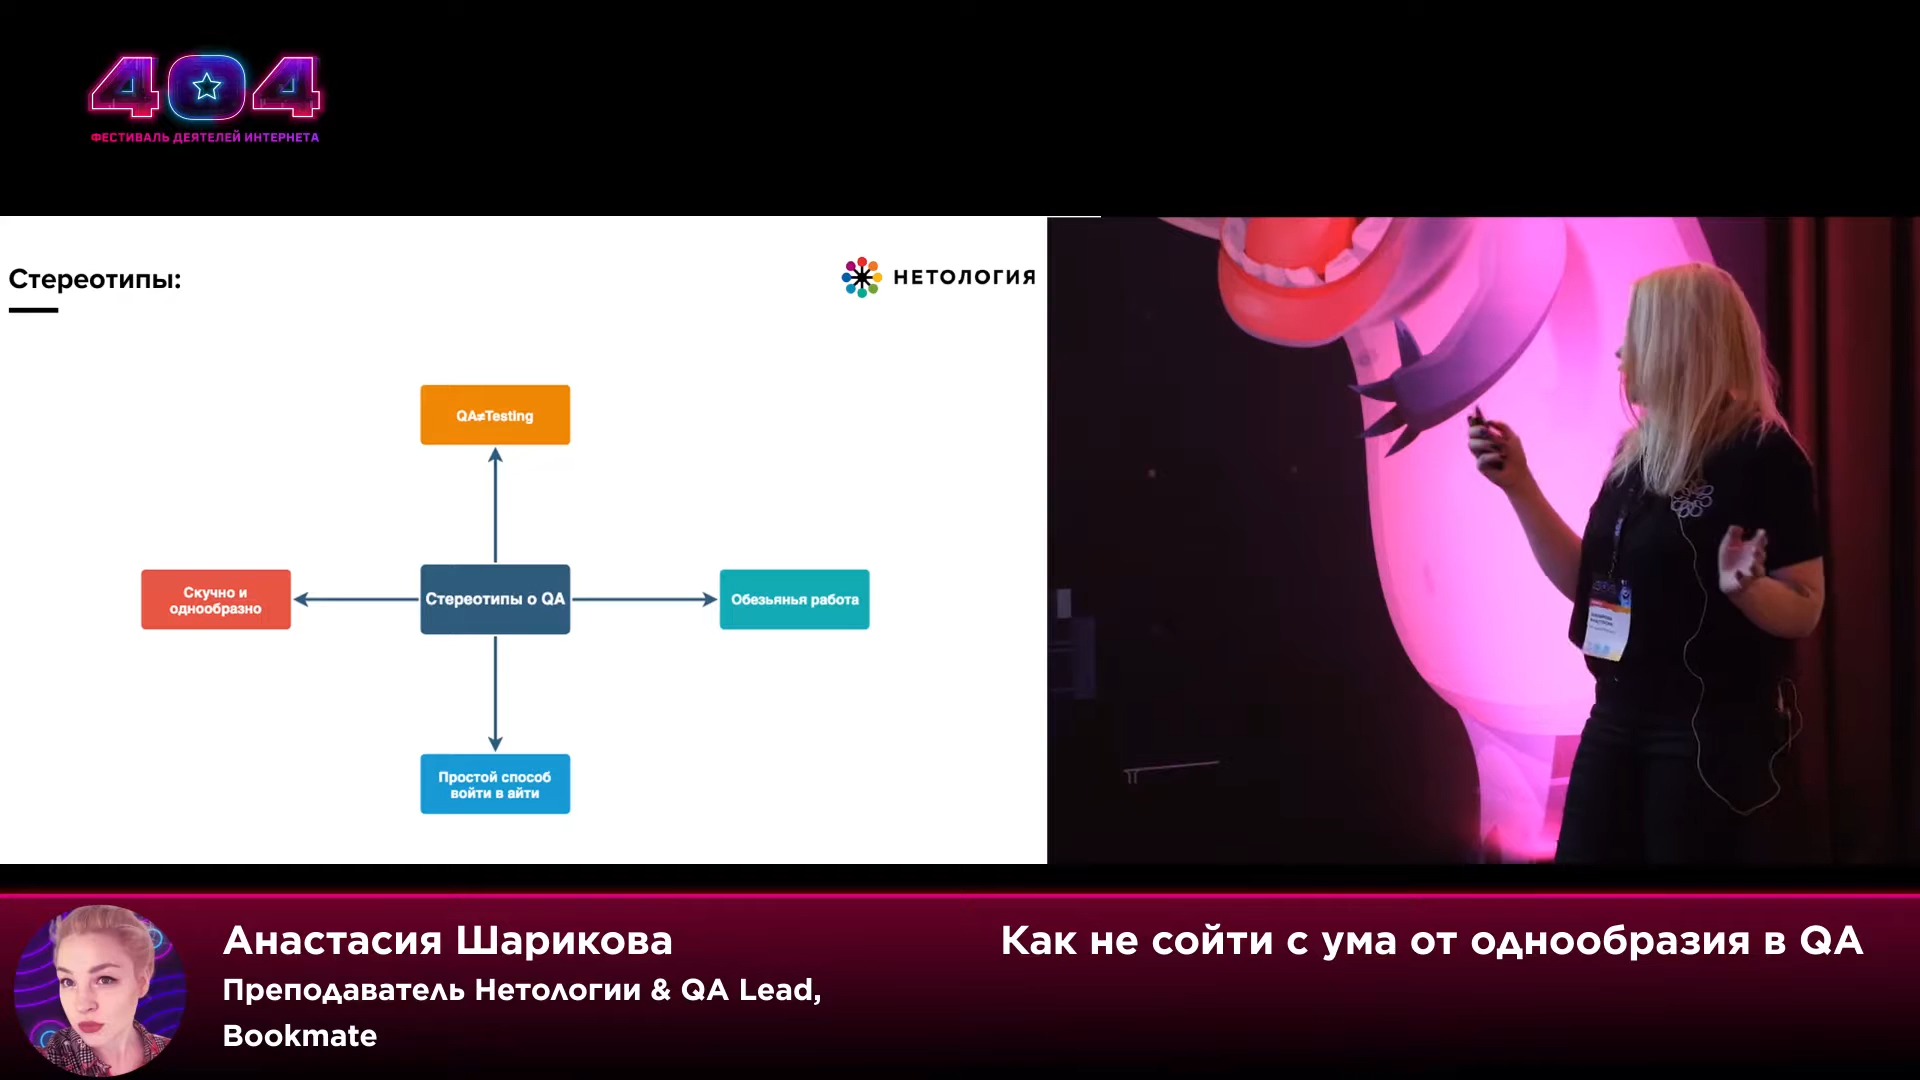 404
ФЕСТИВАЛЬ ДЕЯТЕЛЕЙ ИНТЕРНЕТА
Стереотипы:
НЕТОЛОГИЯ
QA≠Testing
Скучно и
однообразно
Стереотипы о QA
Обезьянья работа
Простой способ
войти в айти
Анастасия Шарикова
Преподаватель Нетологии & QA Lead,
Bookmate
Как не сойти с ума от однообразия в QA